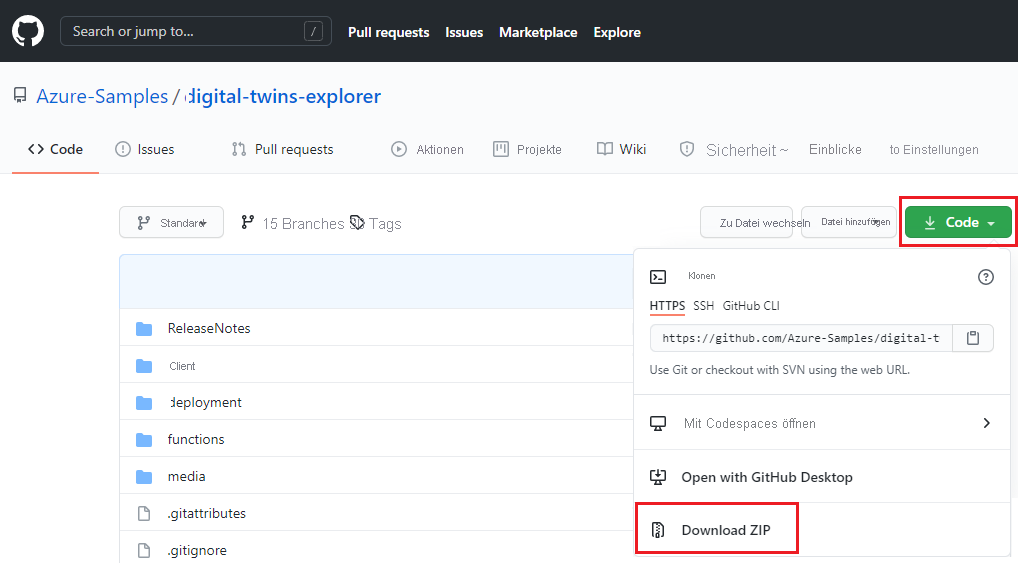 Search or jump to... /
Pull requests Issues Marketplace Explore
Azure-Samples / digital-twins-explorer
Code Issues Pull requests Aktionen Projekte Wiki Sicherheit ~ Einblicke to Einstellungen
Standard 15 Branches Tags Zu Datei wechseln Datei hinzufügen Code
Klonen
HTTPS SSH GitHub CLI
https://github.com/Azure-Samples/digital-t
Use Git or checkout with SVN using the web URL.
Mit Codespaces öffnen
Open with GitHub Desktop
Download ZIP
ReleaseNotes
Client
deployment
functions
media
.gitattributes
.gitignore